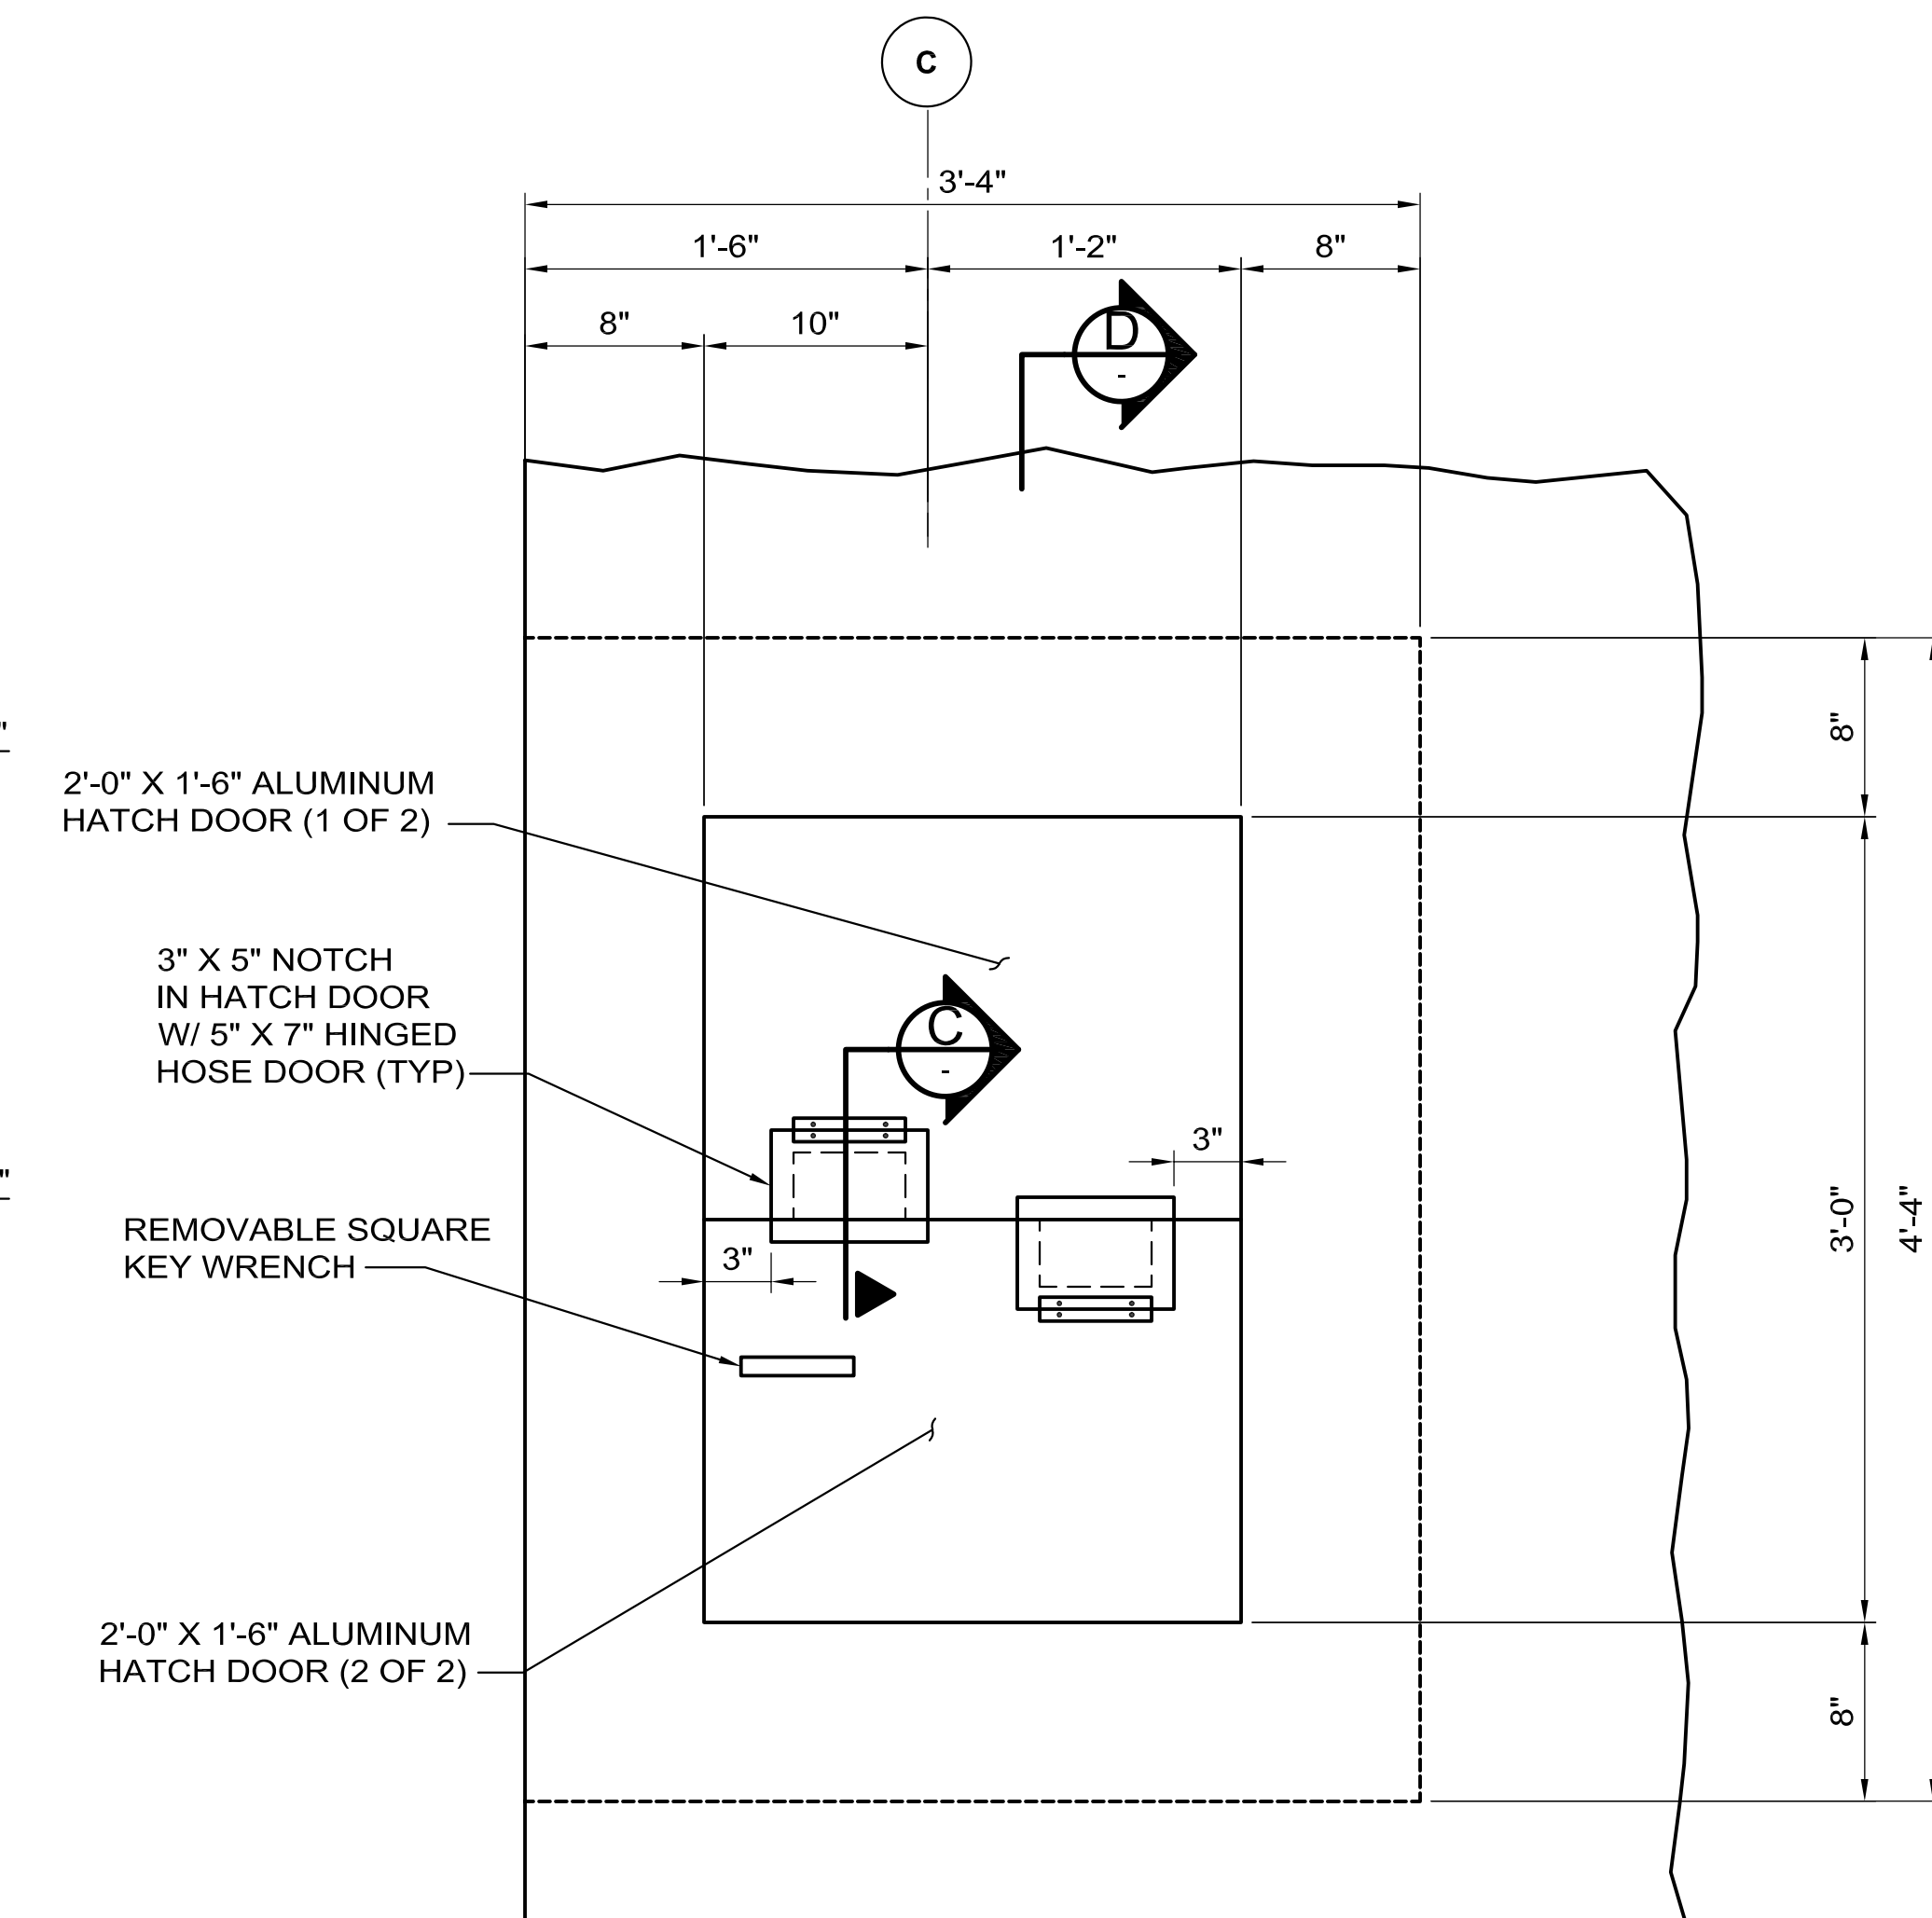 C
3'-4"
1'-6"
1'-2"
8"
8"
10"
D
-
8"
2'-0" X 1'-6" ALUMINUM
HATCH DOOR (1 OF 2)
3" X 5" NOTCH
IN HATCH DOOR
W/ 5" X 7" HINGED
HOSE DOOR (TYP)
C
-
3"
3'-0"
4'-4"
REMOVABLE SQUARE
KEY WRENCH
3"
2'-0" X 1'-6" ALUMINUM
HATCH DOOR (2 OF 2)
8"